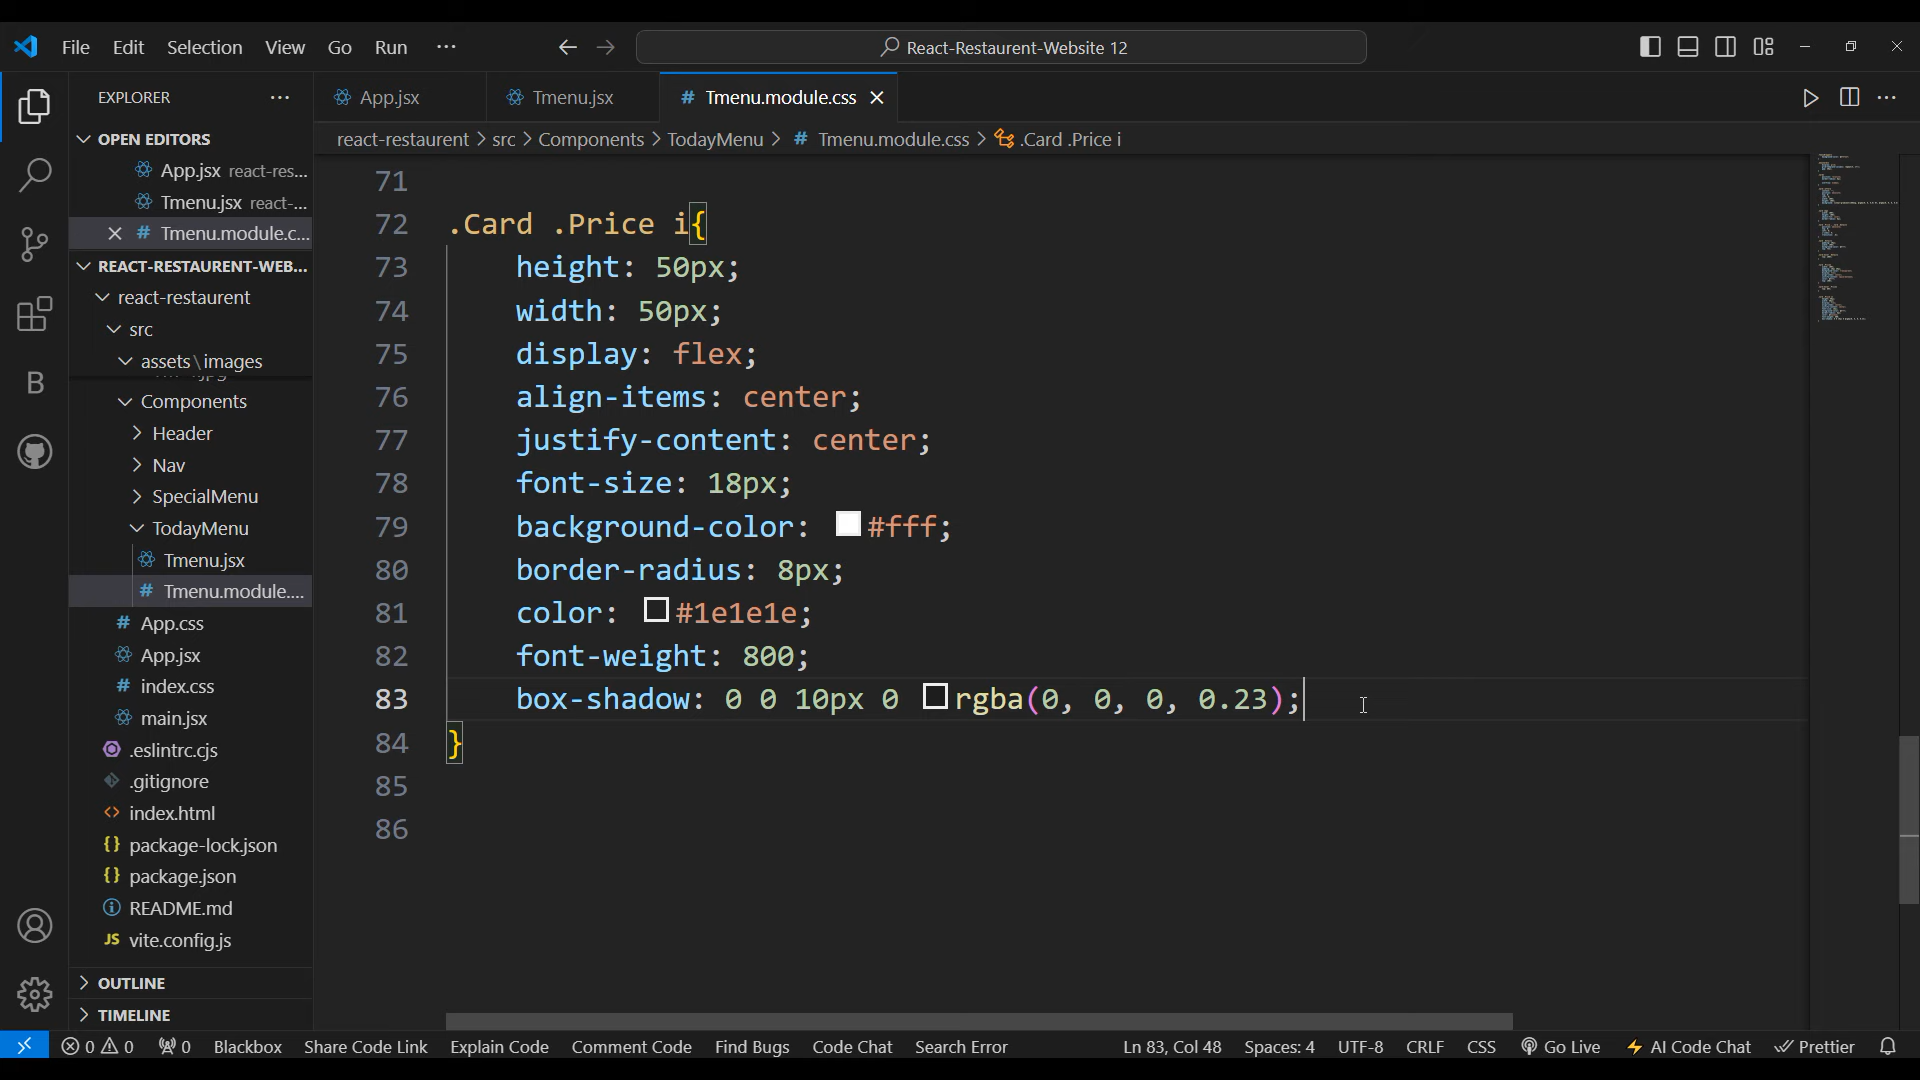 File Edit Selection View Go Run ··· React-Restaurent-Website 12
EXPLORER ···
App.jsx Tmenu.jsx # Tmenu.module.css
OPEN EDITORS
App.jsx react-res...
Tmenu.jsx react-...
# Tmenu.module.c...
REACT-RESTAURENT-WEB...
react-restaurent
src
assets\images
Components
Header
Nav
SpecialMenu
TodayMenu
Tmenu.jsx
# Tmenu.module....
# App.css
App.jsx
# index.css
main.jsx
.eslintrc.cjs
.gitignore
<> index.html
{} package-lock.json
{} package.json
README.md
JS vite.config.js
OUTLINE
TIMELINE
react-restaurent > src > Components > TodayMenu > # Tmenu.module.css > .Card .Price i
71
72 .Card .Price i{
73 height: 50px;
74 width: 50px;
75 display: flex;
76 align-items: center;
77 justify-content: center;
78 font-size: 18px;
79 background-color: #fff;
80 border-radius: 8px;
81 color: #1e1e1e;
82 font-weight: 800;
83 box-shadow: 0 0 10px 0 rgba(0, 0, 0, 0.23);
84 }
85
86
0 0 0 Blackbox Share Code Link Explain Code Comment Code Find Bugs Code Chat Search Error Ln 83, Col 48 Spaces: 4 UTF-8 CRLF CSS Go Live AI Code Chat Prettier